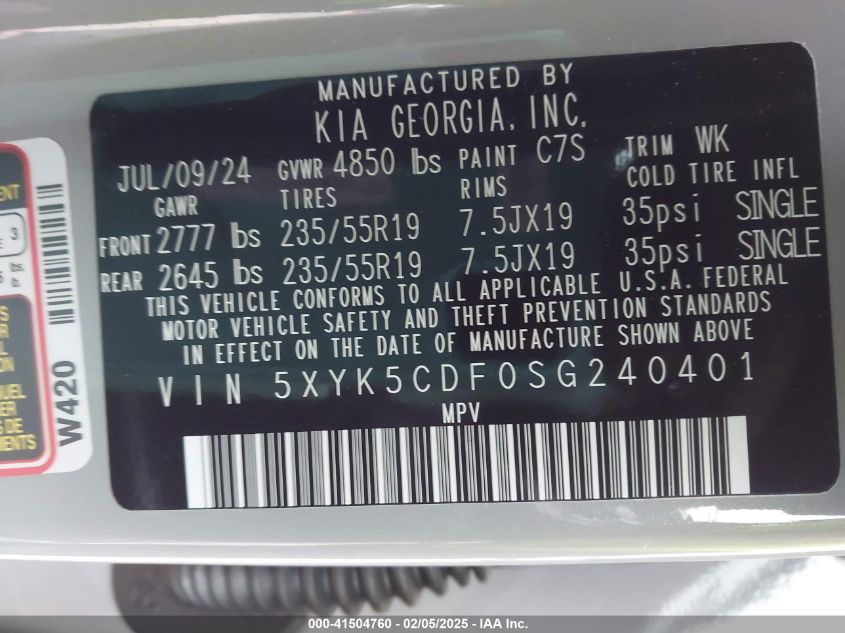 MANUFACTURED BY
KIA GEORGIA, INC.
JUL/09/24 GVWR 4850 lbs PAINT C7S TRIM WK
GAWR TIRES RIMS COLD TIRE INFL
FRONT 2777 lbs 235/55R19 7.5JX19 35psi SINGLE
REAR 2645 lbs 235/55R19 7.5JX19 35psi SINGLE
THIS VEHICLE CONFORMS TO ALL APPLICABLE U.S.A. FEDERAL
MOTOR VEHICLE SAFETY AND THEFT PREVENTION STANDARDS
IN EFFECT ON THE DATE OF MANUFACTURE SHOWN ABOVE
VIN 5XYK5CDF0SG240401
MPV
W420
3
000-41504760 - 02/05/2025 - IAA Inc.